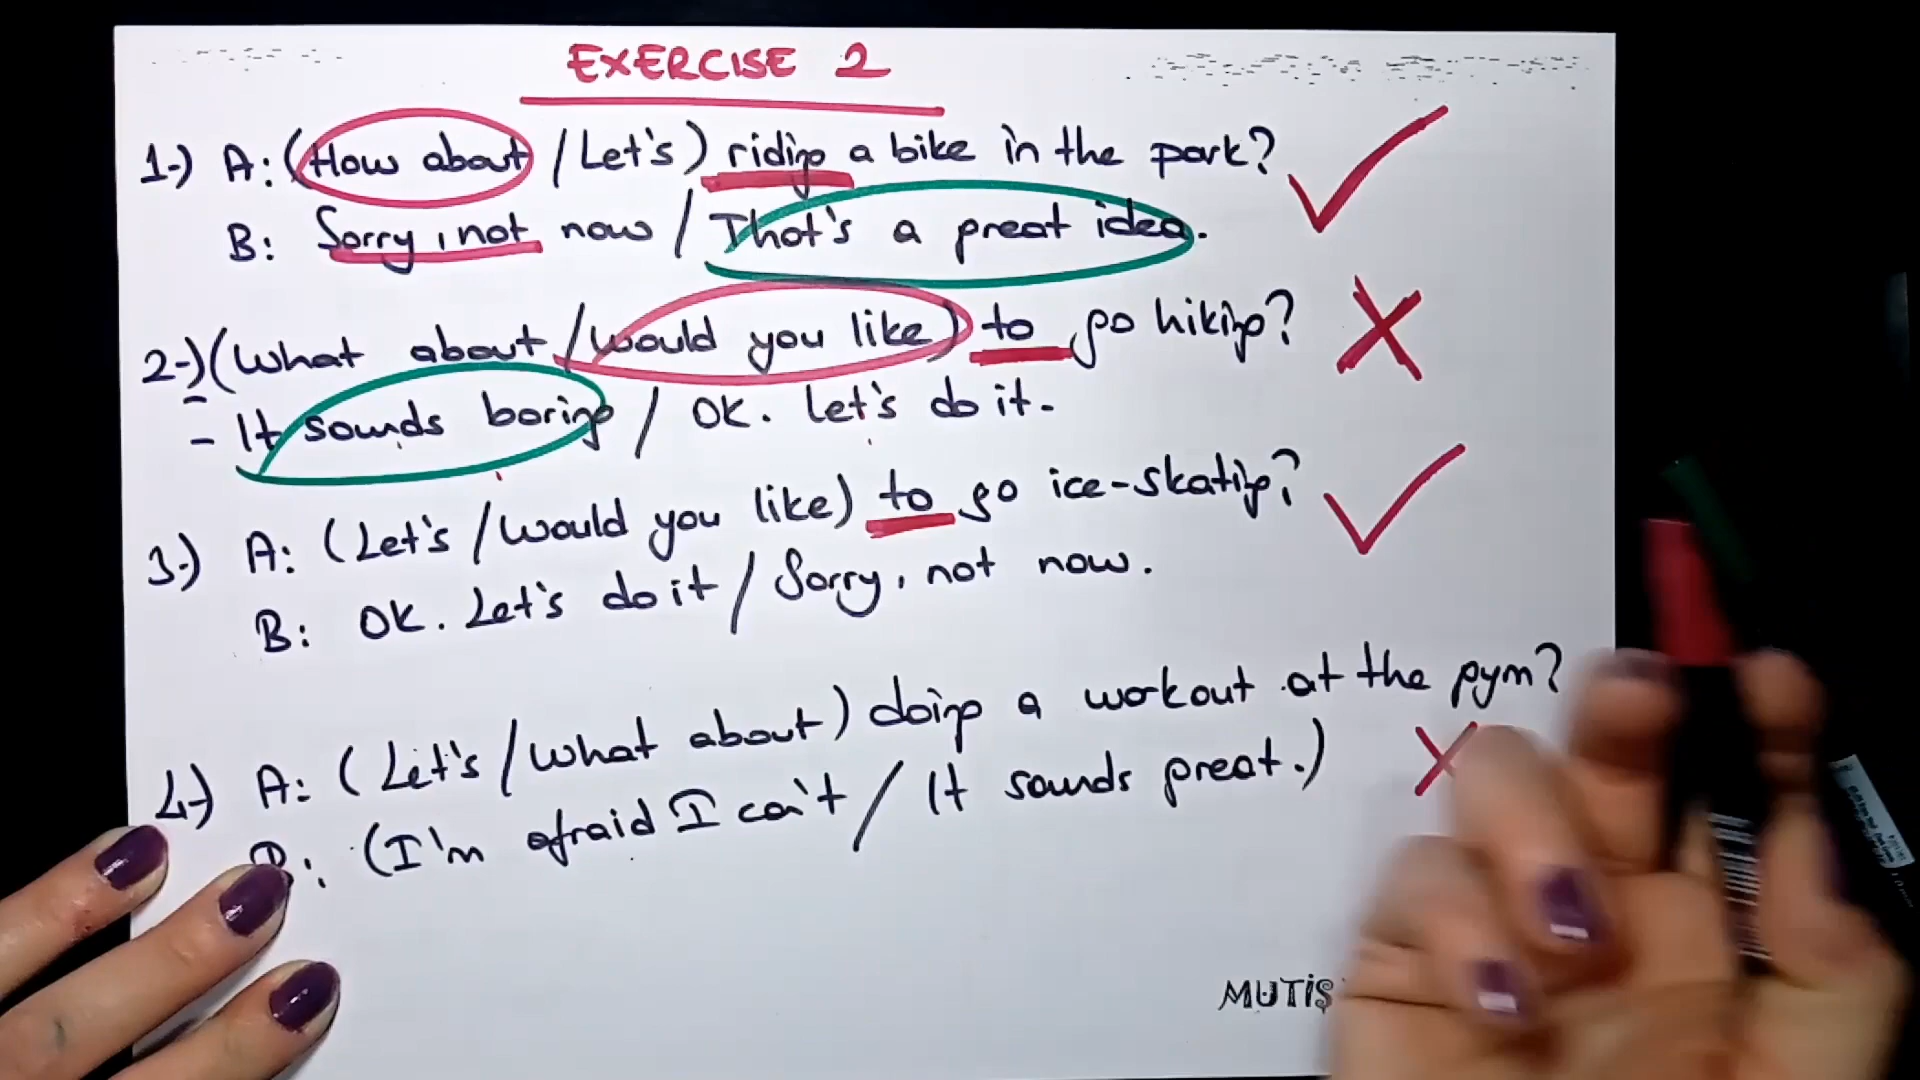 EXERCISE 2
1-) A: (How about / Let's) riding a bike in the park?
B: Sorry, not now / That's a great idea.
2-) (What about / would you like) to go hiking?
- It sounds boring / OK. Let's do it.
3-) A: (Let's / would you like) to go ice-skating?
B: OK. Let's do it / Sorry, not now.
4-) A: (Let's / What about) doing a workout at the gym?
B: (I'm afraid I can't / It sounds great.)
MUTIS